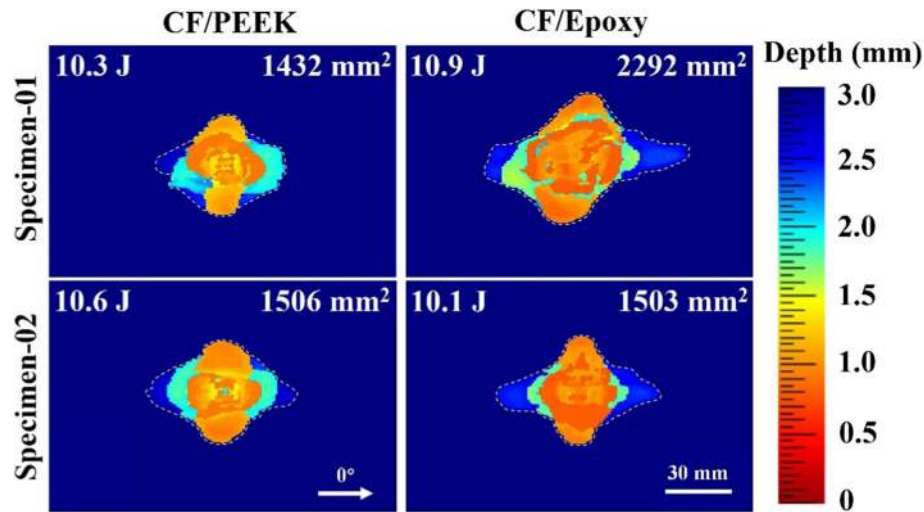 CF/PEEK
CF/Epoxy
Depth (mm)
Specimen-01
10.3 J
1432 mm²
10.9 J
2292 mm²
Specimen-02
10.6 J
1506 mm²
10.1 J
1503 mm²
0°
30 mm
3.0
2.5
2.0
1.5
1.0
0.5
0